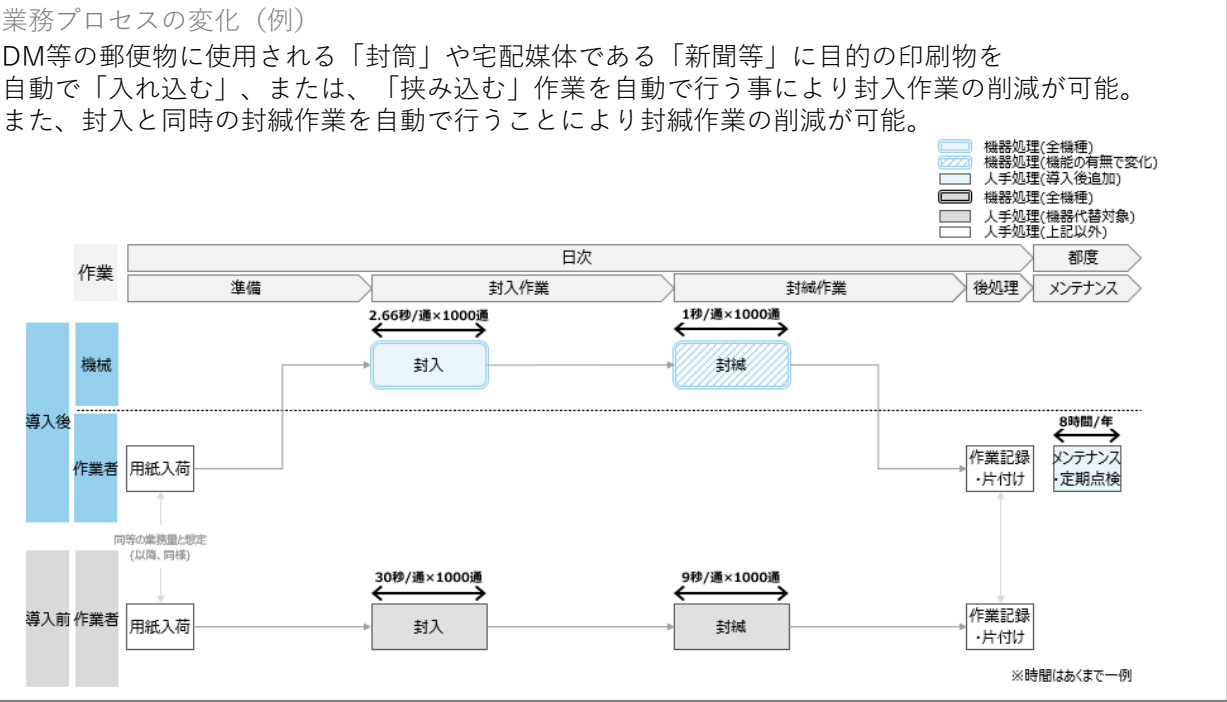 業務プロセスの変化（例）
DM等の郵便物に使用される「封筒」や宅配媒体である「新聞等」に目的の印刷物を
自動で「入れ込む」、または、「挟み込む」作業を自動で行う事により封入作業の削減が可能。
また、封入と同時の封緘作業を自動で行うことにより封緘作業の削減が可能。
機器処理(全機種)
機器処理(機能の有無で変化)
人手処理(導入後追加)
機器処理(全機種)
人手処理(機器代替対象)
人手処理(上記以外)
作業
日次
都度
準備
封入作業
封緘作業
後処理
メンテナンス
2.66秒/通×1000通
1秒/通×1000通
機械
封入
封緘
導入後
8時間/年
作業者
用紙入荷
作業記録
・片付け
メンテナンス
・定期点検
同等の業務量と想定
(以降、同様)
30秒/通×1000通
9秒/通×1000通
導入前
作業者
用紙入荷
封入
封緘
作業記録
・片付け
※時間はあくまで一例